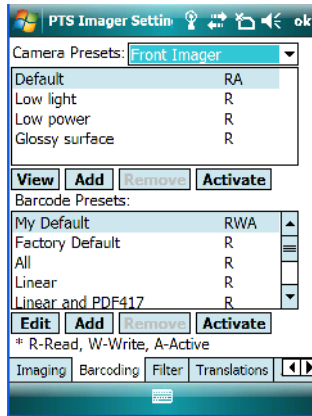 PTS Imager Settin ok
Camera Presets: Front Imager
Default RA
Low light R
Low power R
Glossy surface R
View Add Remove Activate
Barcode Presets:
My Default RWA
Factory Default R
All R
Linear R
Linear and PDF417 R
Edit Add Remove Activate
* R-Read, W-Write, A-Active
Imaging Barcoding Filter Translations